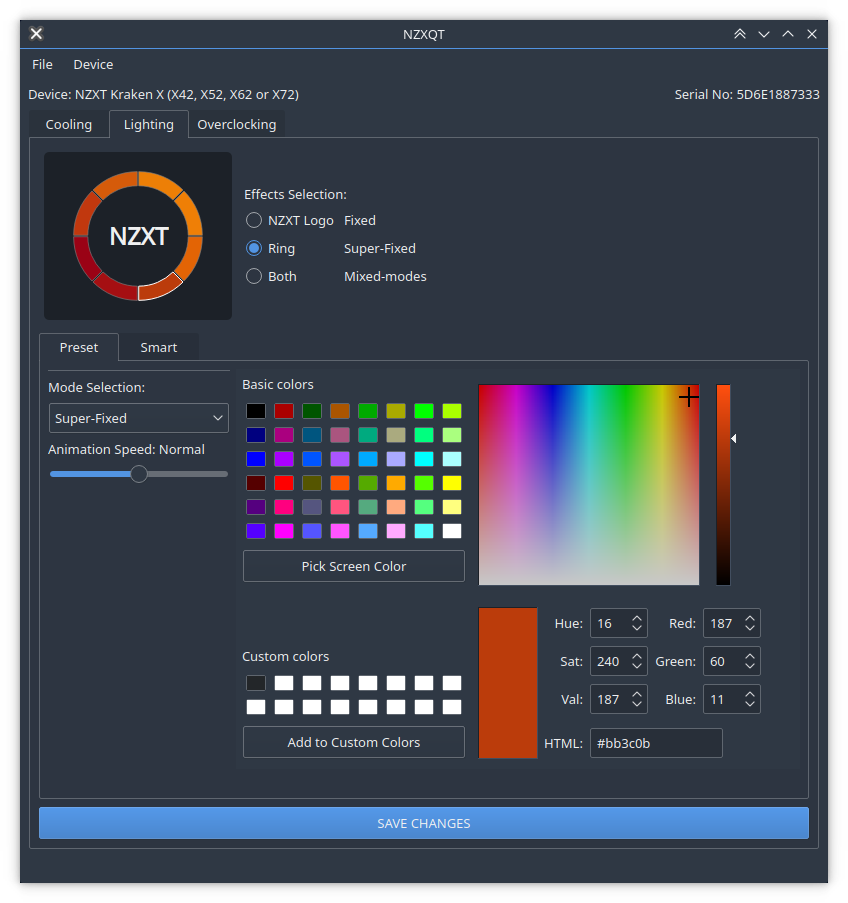 NZXQT
File Device
Device: NZXT Kraken X (X42, X52, X62 or X72) Serial No: 5D6E1887333
Cooling Lighting Overclocking
NZXT
Effects Selection:
NZXT Logo Fixed
Ring Super-Fixed
Both Mixed-modes
Preset Smart
Mode Selection:
Super-Fixed
Animation Speed: Normal
Basic colors
Pick Screen Color
Custom colors
Add to Custom Colors
Hue: 16 Red: 187
Sat: 240 Green: 60
Val: 187 Blue: 11
HTML: #bb3c0b
SAVE CHANGES